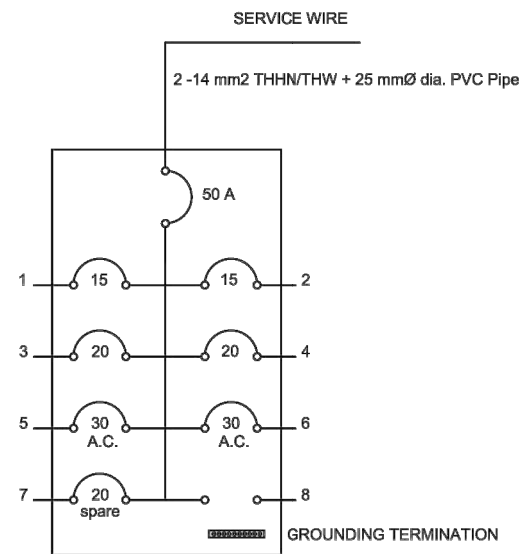 SERVICE WIRE
2 -14 mm2 THHN/THW + 25 mmØ dia. PVC Pipe
50 A
1 15 15 2
3 20 20 4
5 30 30 6
A.C. A.C.
7 20 8
spare
GROUNDING TERMINATION